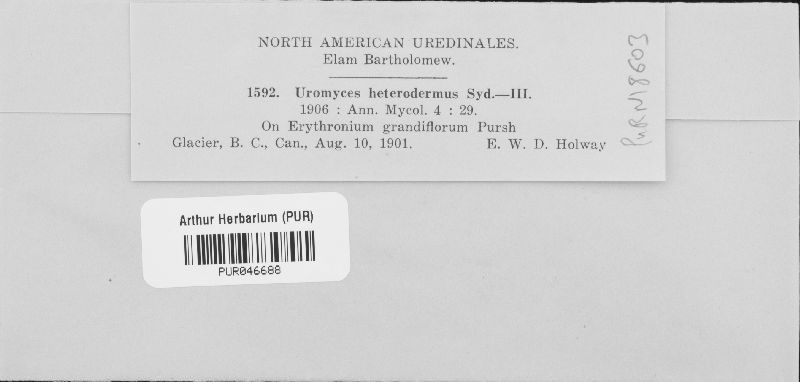 NORTH AMERICAN UREDINALES.
Elam Bartholomew.
1592. Uromyces heterodermus Syd.—III.
1906 : Ann. Mycol. 4 : 29.
On Erythronium grandiflorum Pursh
Glacier, B. C., Can., Aug. 10, 1901. E. W. D. Holway
PUR N18603
Arthur Herbarium (PUR)
PUR046688